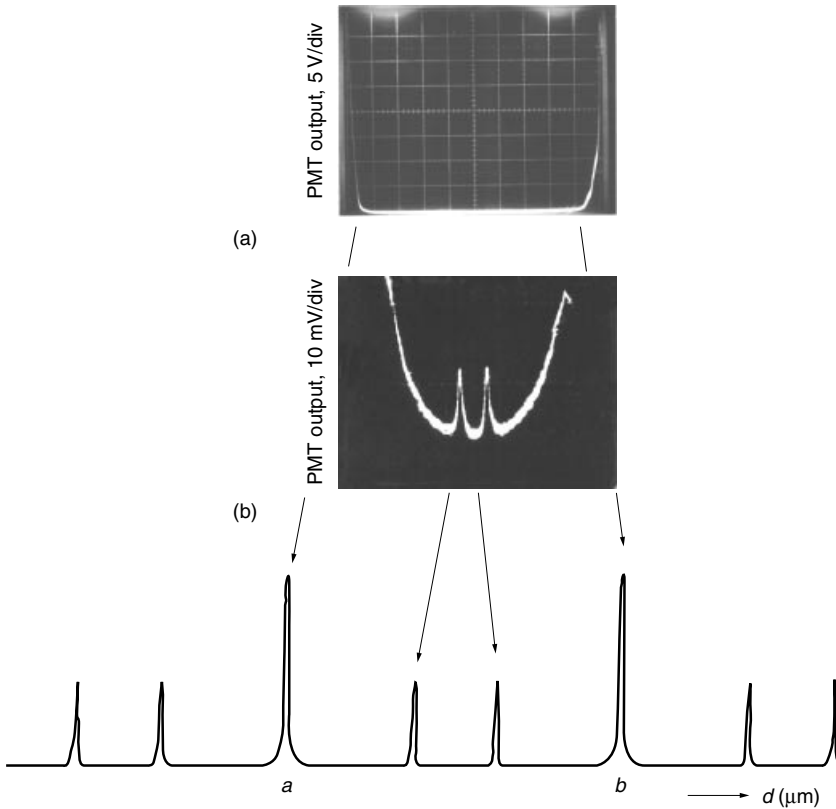 PMT output, 5 V/div
(a)
PMT output, 10 mV/div
(b)
a
b
d (μm)